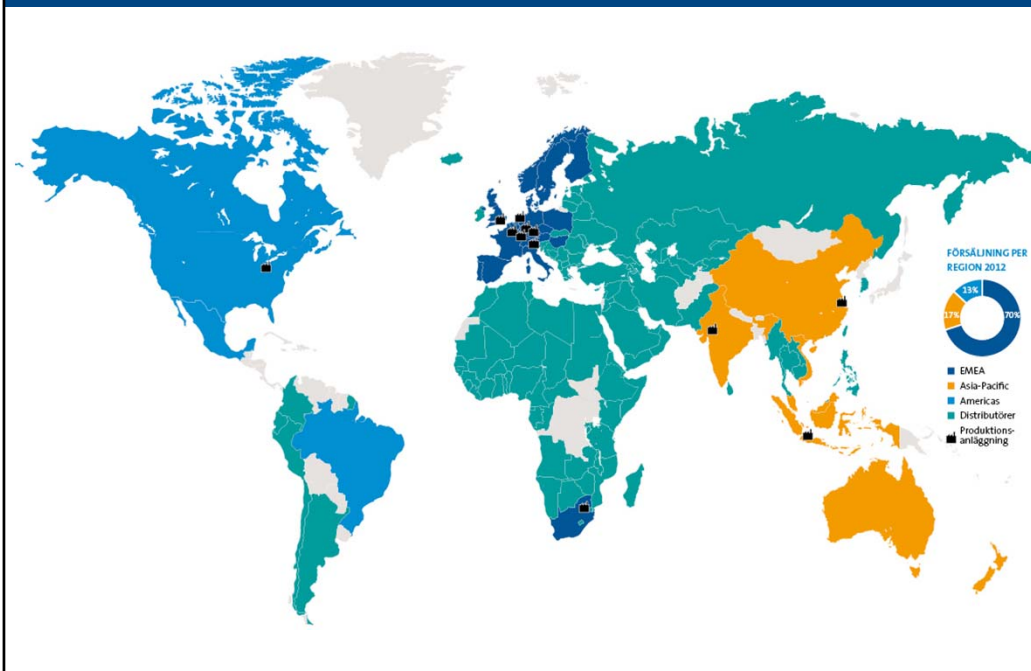 FÖRSÄLJNING PER
REGION 2012
13%
17%
70%
EMEA
Asia-Pacific
Americas
Distributörer
Produktions-
anläggning